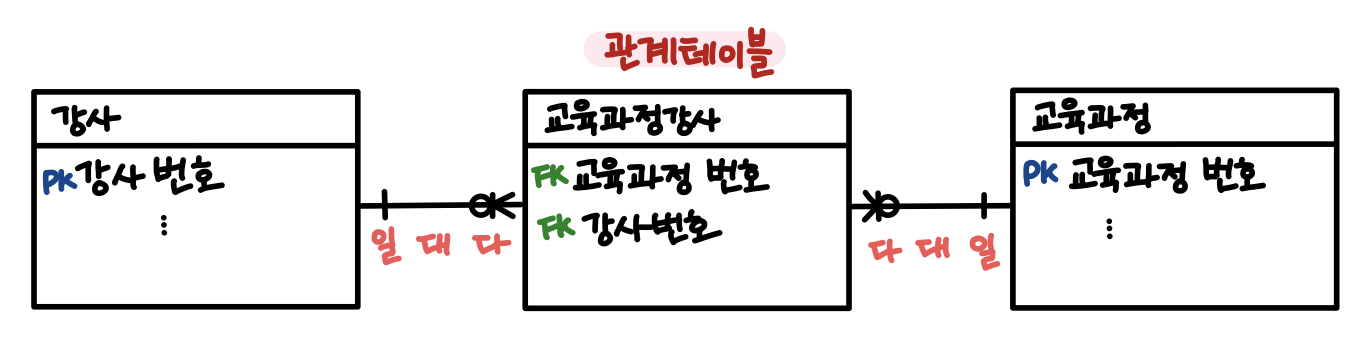 관계테이블
강사
PK 강사 번호
⋮
일 대 다
교육과정강사
FK 교육과정 번호
FK 강사번호
다 대 일
교육과정
PK 교육과정 번호
⋮